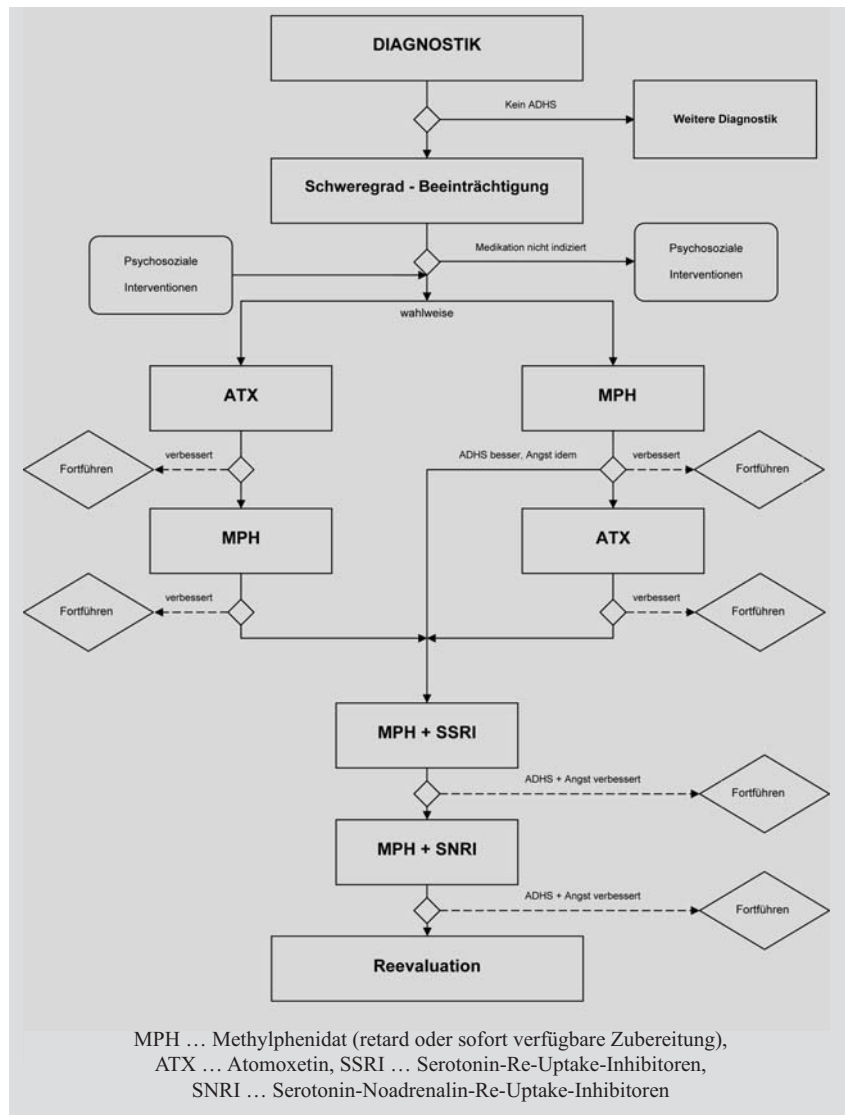 DIAGNOSTIK
Kein ADHS
Weitere Diagnostik
Schweregrad - Beeinträchtigung
Psychosoziale
Interventionen
Medikation nicht indiziert
Psychosoziale
Interventionen
wahlweise
ATX
MPH
Fortführen
verbessert
ADHS besser, Angst idem
verbessert
Fortführen
MPH
ATX
Fortführen
verbessert
verbessert
Fortführen
MPH + SSRI
ADHS + Angst verbessert
Fortführen
MPH + SNRI
ADHS + Angst verbessert
Fortführen
Reevaluation
MPH … Methylphenidat (retard oder sofort verfügbare Zubereitung),
ATX … Atomoxetin, SSRI … Serotonin-Re-Uptake-Inhibitoren,
SNRI … Serotonin-Noadrenalin-Re-Uptake-Inhibitoren